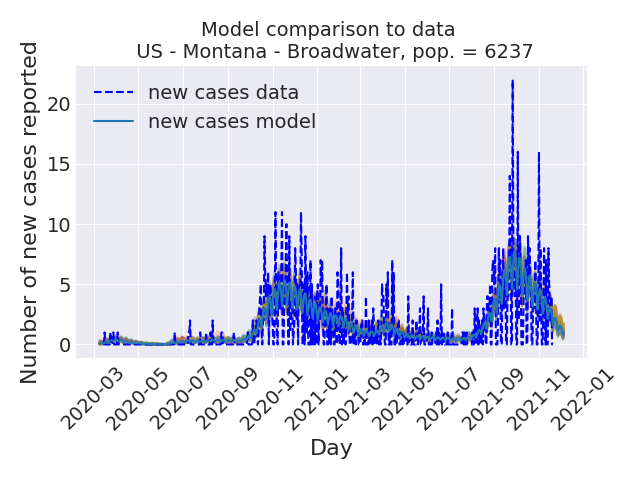 Model comparison to data
US - Montana - Broadwater, pop. = 6237
Number of new cases reported
new cases data
new cases model
20
15
10
5
0
2020-03
2020-05
2020-07
2020-09
2020-11
2021-01
2021-03
2021-05
2021-07
2021-09
2021-11
2022-01
Day